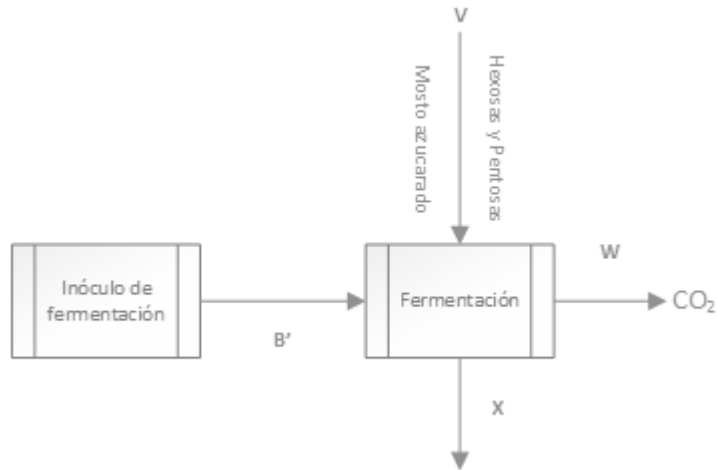 V
Mosto azucarado
Hexosas y Pentosas
Inóculo de
fermentación
B'
Fermentación
W
CO₂
X